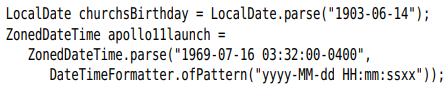 LocalDate churchsBirthday = LocalDate.parse("1903-06-14");
ZonedDateTime apollo11launch =
ZonedDateTime.parse("1969-07-16 03:32:00-0400",
DateTimeFormatter.ofPattern("yyyy-MM-dd HH:mm:ssxx"));